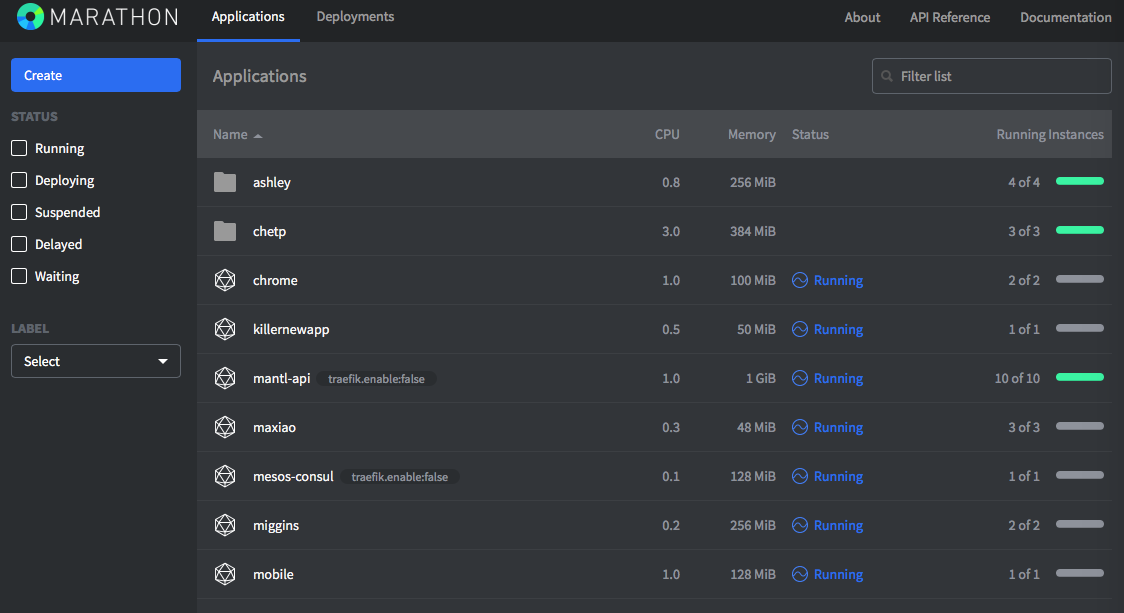 MARATHON Applications Deployments About API Reference Documentation
Create
Applications
Filter list
STATUS
Running
Deploying
Suspended
Delayed
Waiting
LABEL
Select
Name CPU Memory Status Running Instances
ashley 0.8 256 MiB 4 of 4
chetp 3.0 384 MiB 3 of 3
chrome 1.0 100 MiB Running 2 of 2
killernewapp 0.5 50 MiB Running 1 of 1
mantl-api traefik.enable:false 1.0 1 GiB Running 10 of 10
maxiao 0.3 48 MiB Running 3 of 3
mesos-consul traefik.enable:false 0.1 128 MiB Running 1 of 1
miggins 0.2 256 MiB Running 2 of 2
mobile 1.0 128 MiB Running 1 of 1